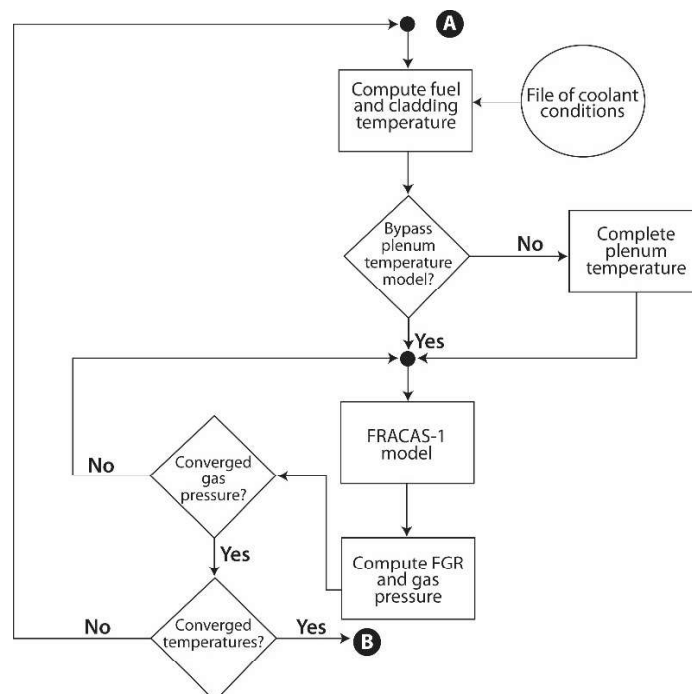 A
Compute fuel
and cladding
temperature
File of coolant
conditions
Bypass
plenum
temperature
model?
No
Complete
plenum
temperature
Yes
FRACAS-1
model
No
Converged
gas
pressure?
Yes
Compute FGR
and gas
pressure
No
Converged
temperatures?
Yes
B